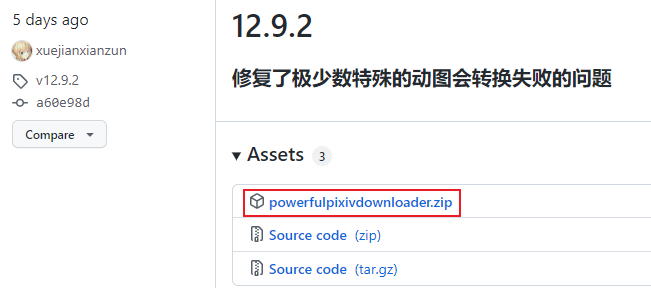 5 days ago
xuejianxianzun
v12.9.2
a60e98d
Compare
12.9.2
修复了极少数特殊的动图会转换失败的问题
Assets 3
powerfulpixivdownloader.zip
Source code (zip)
Source code (tar.gz)